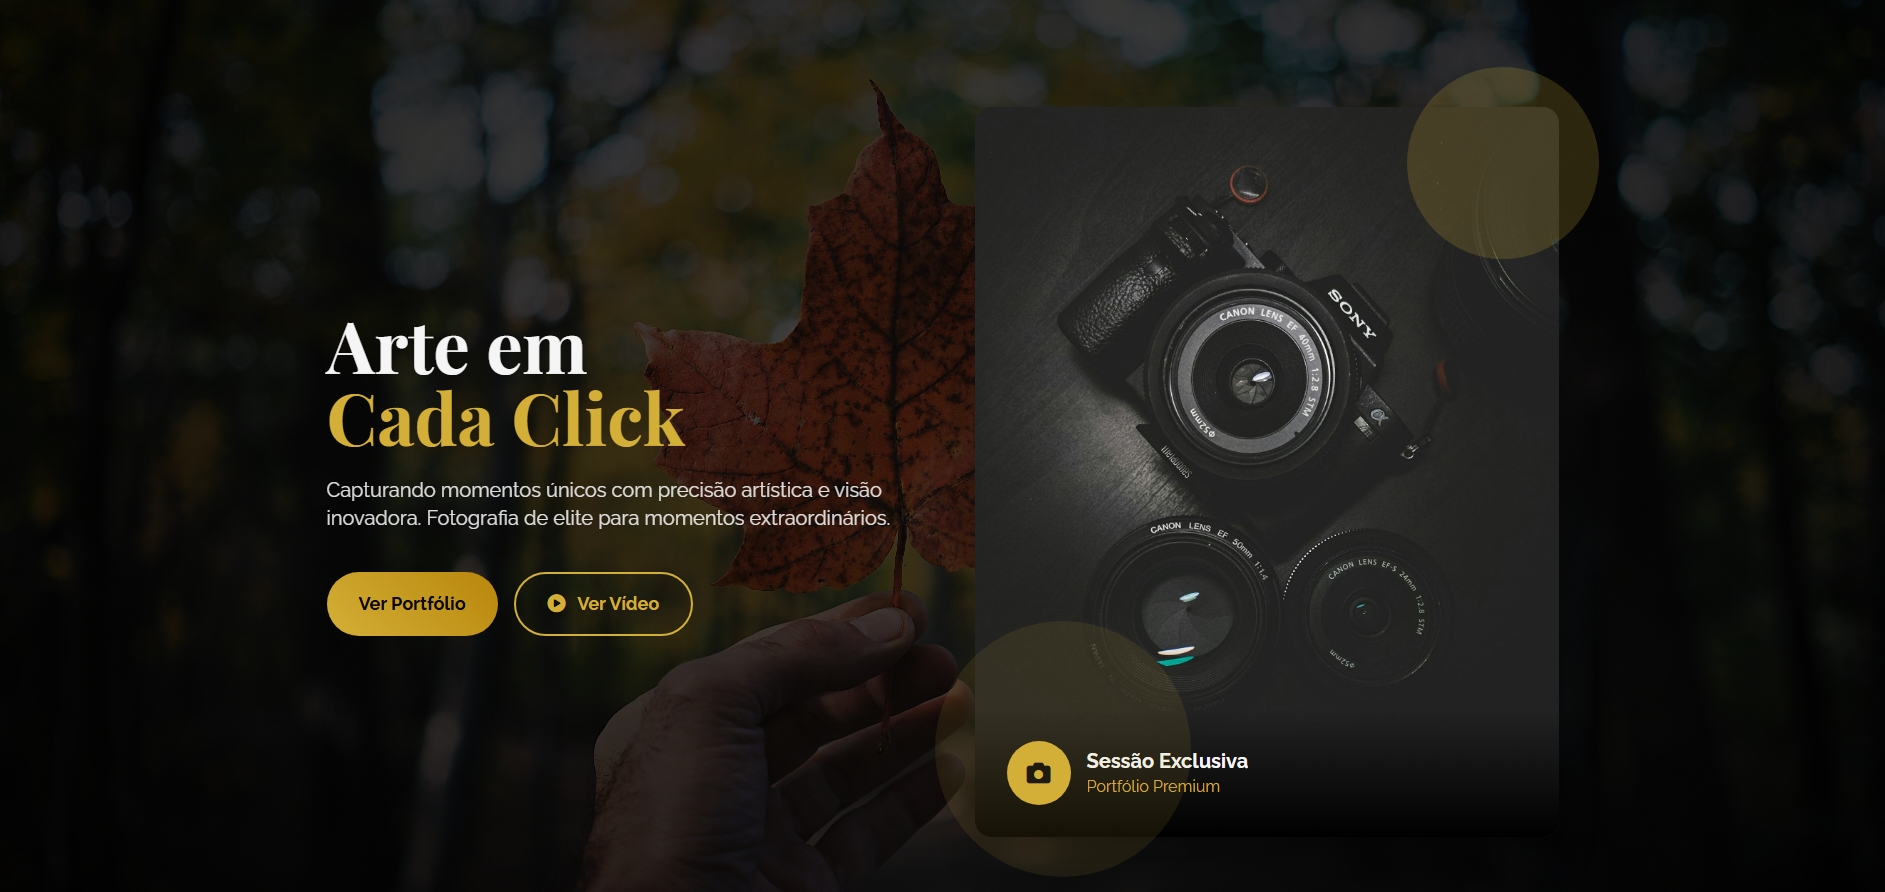 Arte em
Cada Click
Capturando momentos únicos com precisão artística e visão
inovadora. Fotografia de elite para momentos extraordinários.
Ver Portfólio
Ver Vídeo
SONY
CANON LENS EF 40mm 1:2.8 STM
Φ52mm
α
CANON LENS EF 50mm 1:1.4
CANON LENS EF-S 24mm 1:2.8 STM
Φ52mm
Sessão Exclusiva
Portfólio Premium